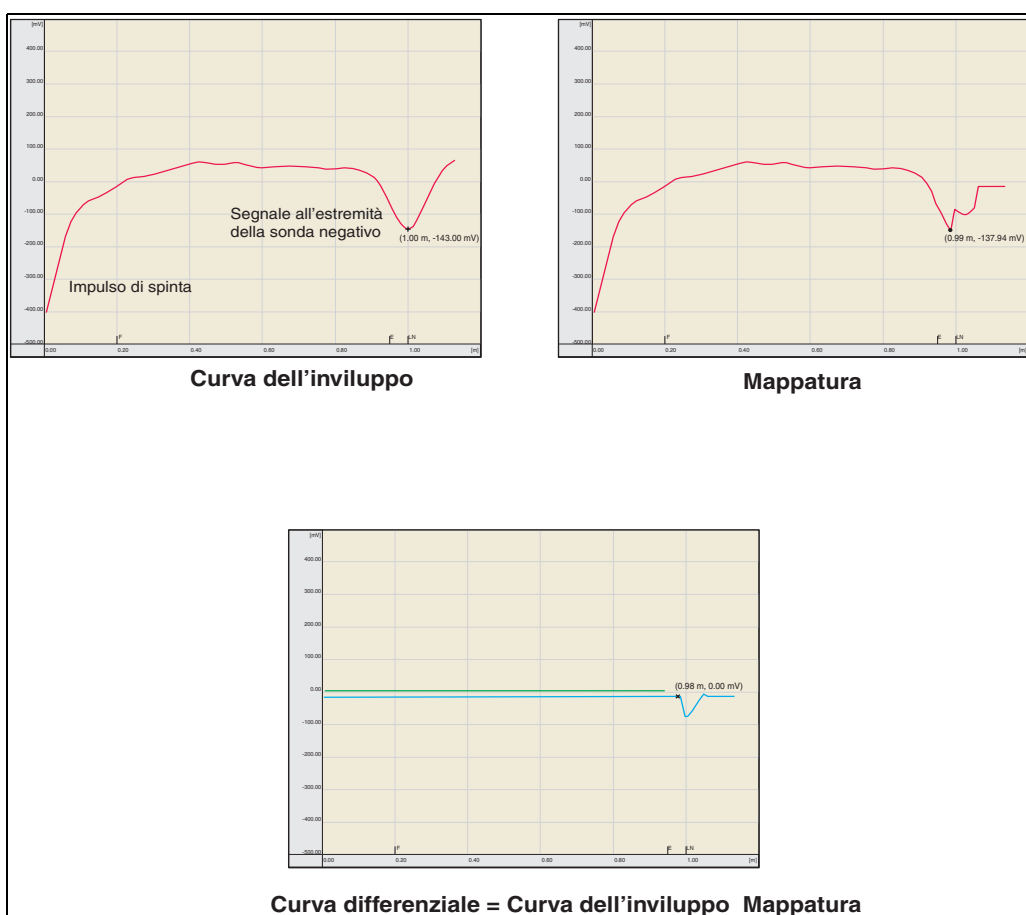 [mV]
400.00
300.00
200.00
100.00
0.00
-100.00
-200.00
-300.00
-400.00
-500.00
Segnale all'estremità
della sonda negativo
(1.00 m, -143.00 mV)
Impulso di spinta
F
E
LN
0.00 0.20 0.40 0.60 0.80 1.00 [m]
Curva dell'inviluppo
[mV]
400.00
300.00
200.00
100.00
0.00
-100.00
-200.00
-300.00
-400.00
-500.00
(0.99 m, -137.94 mV)
F
E
LN
0.00 0.20 0.40 0.60 0.80 1.00 [m]
Mappatura
[mV]
400.00
300.00
200.00
100.00
0.00
-100.00
-200.00
-300.00
-400.00
-500.00
(0.98 m, 0.00 mV)
F
E
LN
0.00 0.20 0.40 0.60 0.80 1.00 [m]
Curva differenziale = Curva dell'inviluppo Mappatura